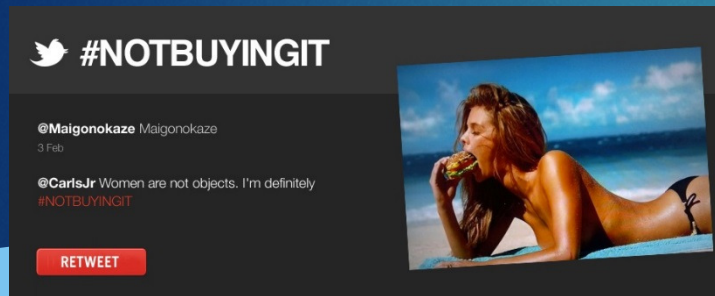 #NOTBUYINGIT
@Maigonokaze Maigonokaze
3 Feb
@CarlsJr Women are not objects. I'm definitely
#NOTBUYINGIT
RETWEET